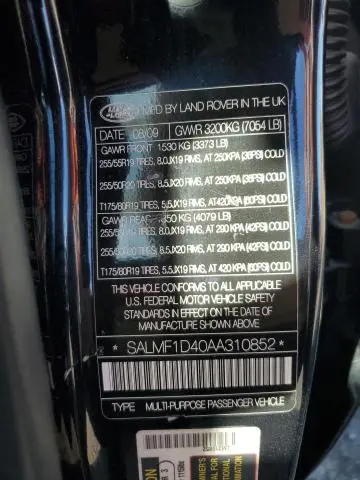 LAND ROVER
MFD BY LAND ROVER IN THE UK
DATE 08/09 GVWR 3200KG (7054 LB)
GAWR FRONT 1530 KG (3373 LB)
255/55R19 TIRES, 8.0JX19 RIMS, AT 250KPA (36PSI) COLD
255/50R20 TIRES, 8.5JX20 RIMS, AT 250KPA (36PSI) COLD
T175/80R19 TIRES, 5.5JX19 RIMS, AT 420KPA (60PSI) COLD
GAWR REAR 1850 KG (4079 LB)
255/55R19 TIRES, 8.0JX19 RIMS, AT 290 KPA (42PSI) COLD
255/50R20 TIRES, 8.5JX20 RIMS, AT 290 KPA (42PSI) COLD
T175/80R19 TIRES, 5.5JX19 RIMS, AT 420 KPA (60PSI) COLD
THIS VEHICLE CONFORMS TO ALL APPLICABLE
U.S. FEDERAL MOTOR VEHICLE SAFETY
STANDARDS IN EFFECT ON THE DATE OF
MANUFACTURE SHOWN ABOVE
* SALMF1D40AA310852 *
TYPE MULTI-PURPOSE PASSENGER VEHICLE